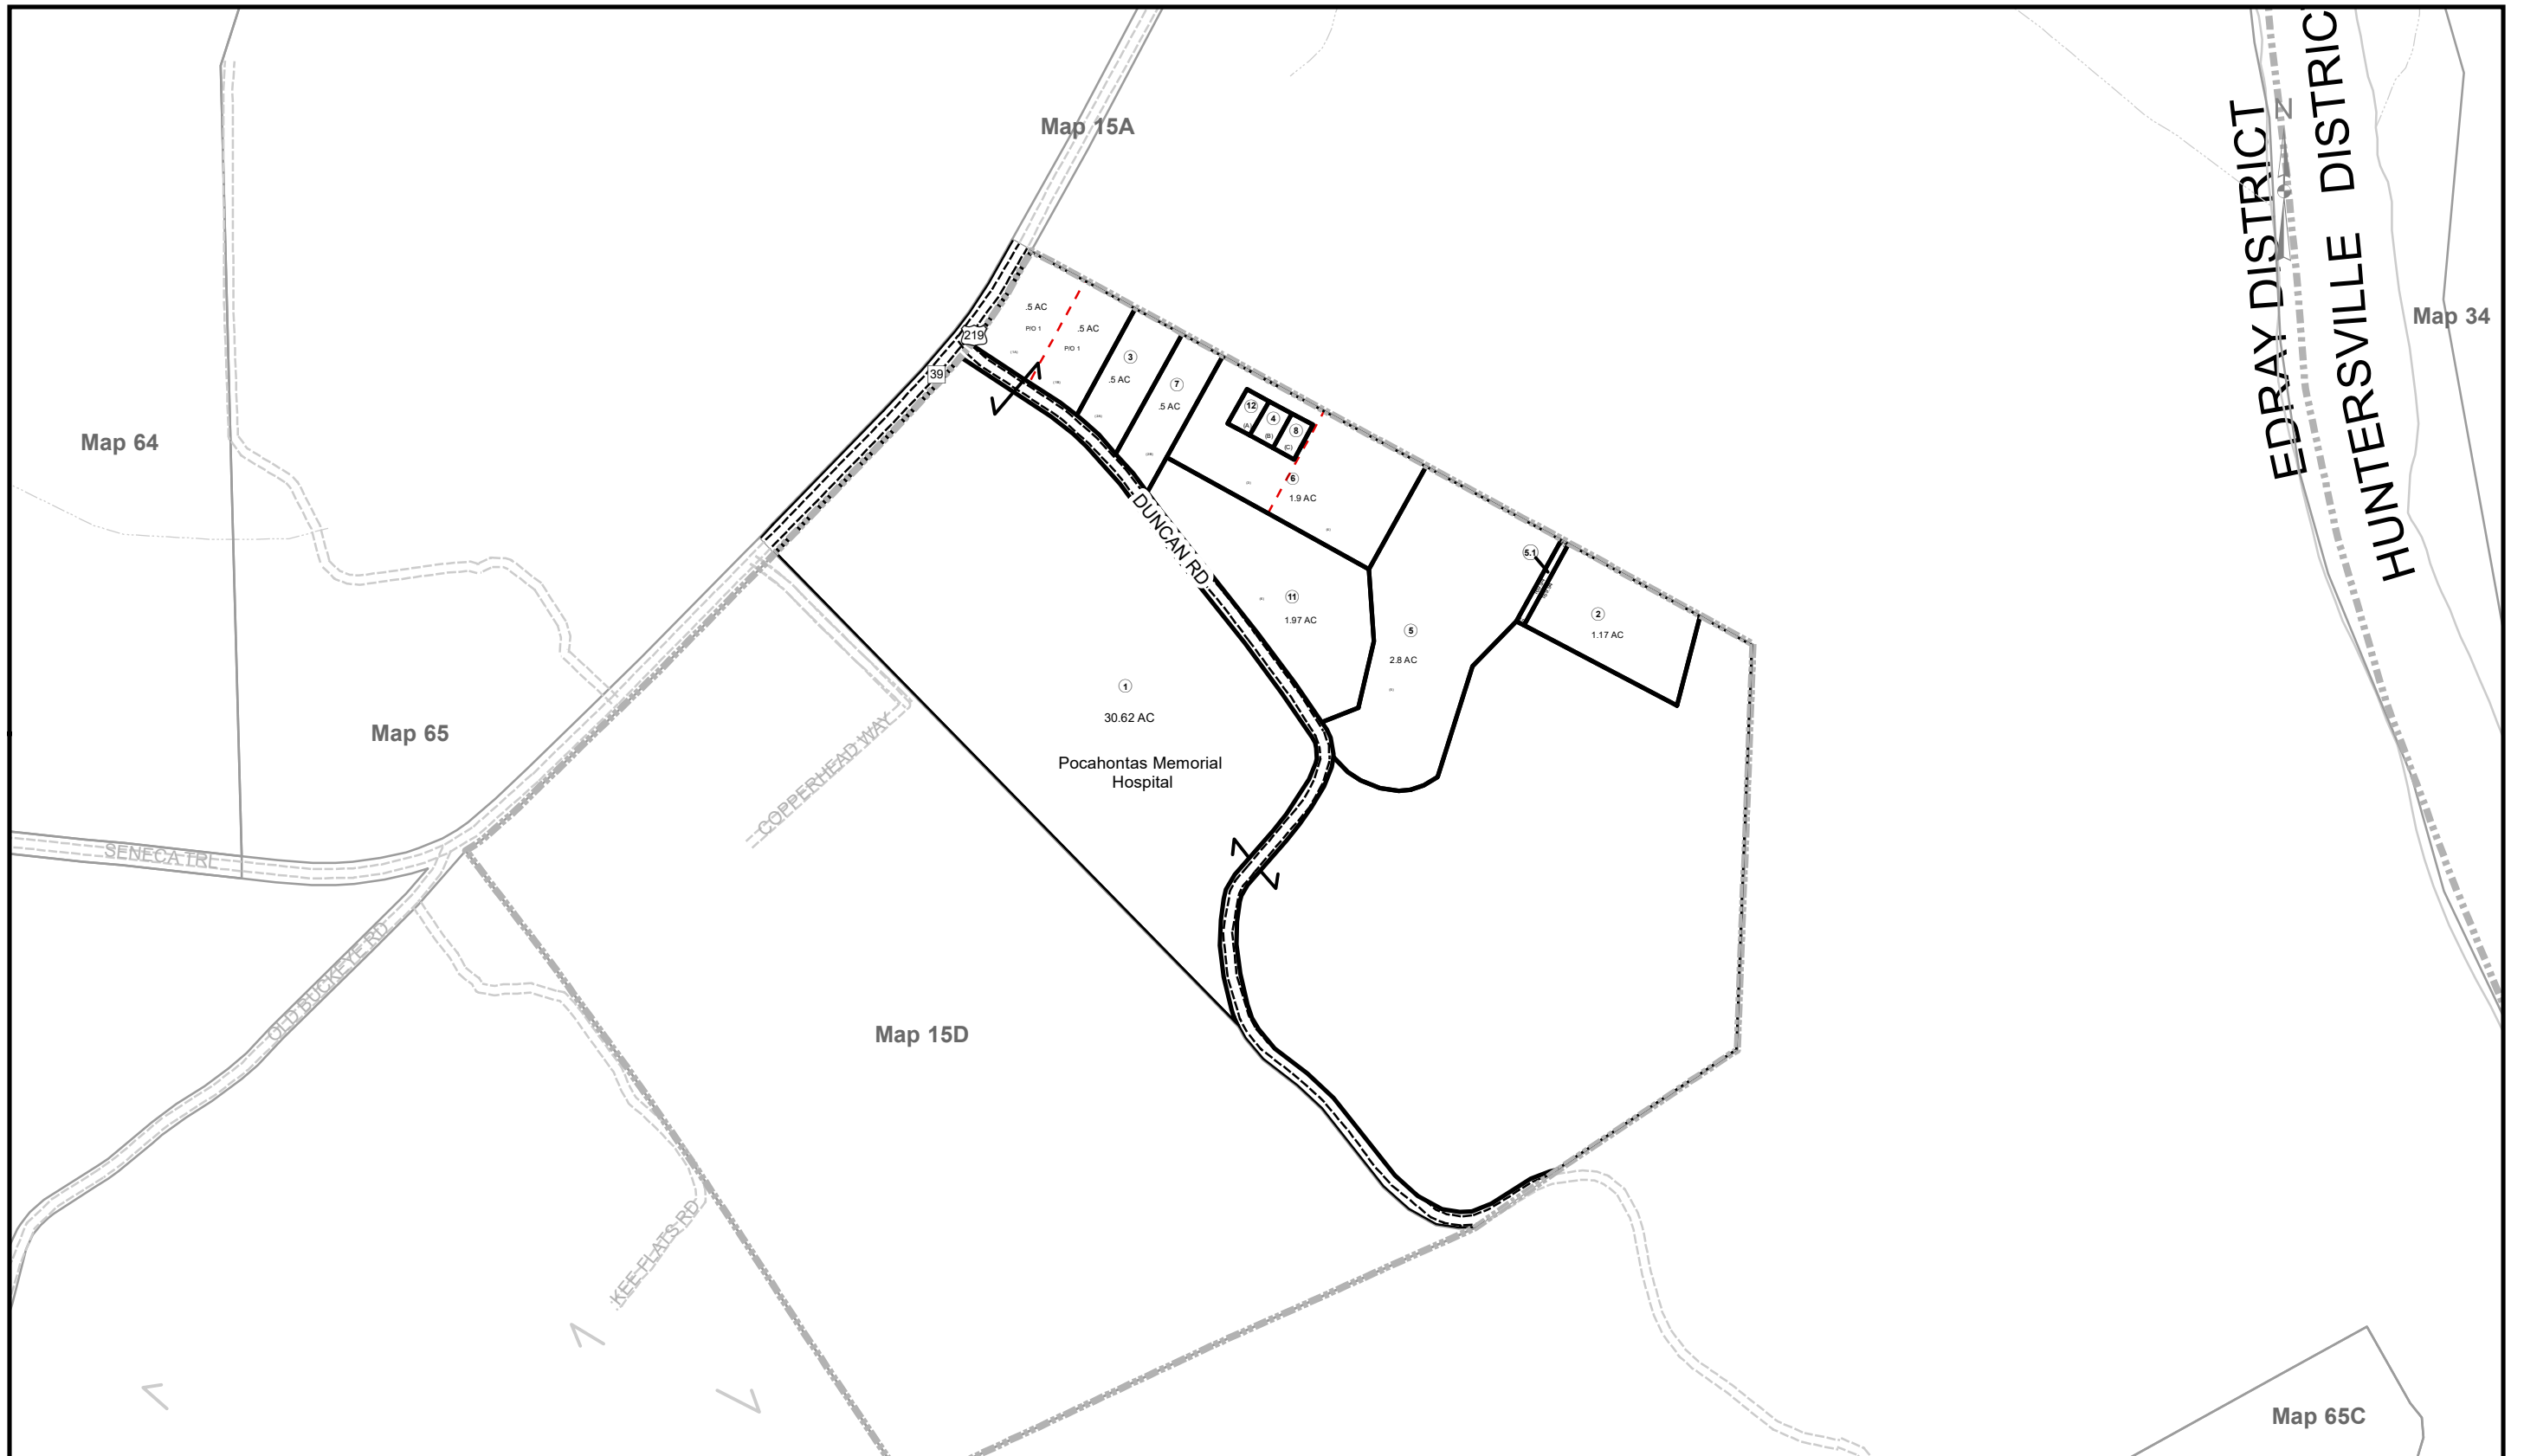 Map 15A
EDRAY DISTRICT
HUNTERSVILLE DISTRIC
N
Map 34
.5 AC
P/O 1
.5 AC
P/O 1
219
39
3
.5 AC
7
.5 AC
12
4
8
(A)
(B)
(C)
6
1.9 AC
Map 64
DUNCAN RD
5.1
11
1.97 AC
5
2.8 AC
2
1.17 AC
1
30.62 AC
Pocahontas Memorial
Hospital
Map 65
COPPERHEAD WAY
SENECA TRL
OLD BUCKEYE RD
Map 15D
KEE FLATS RD
Map 65C